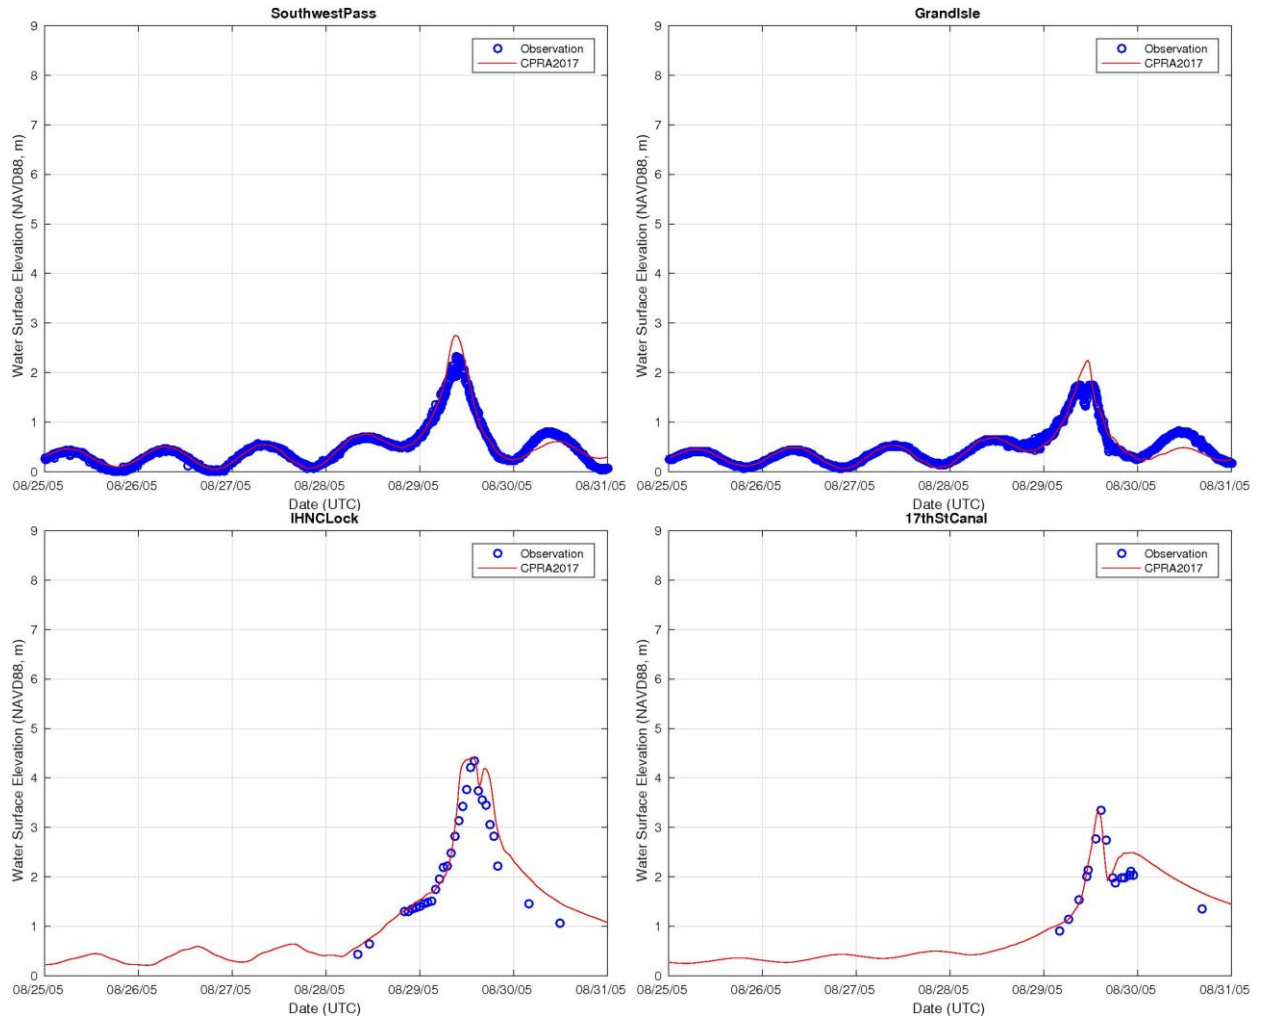 SouthwestPass
9
8
7
6
5
4
3
2
1
0
Water Surface Elevation (NAVD88, m)
Observation
CPRA2017
08/25/05 08/26/05 08/27/05 08/28/05 08/29/05 08/30/05 08/31/05
Date (UTC)
GrandIsle
9
8
7
6
5
4
3
2
1
0
Water Surface Elevation (NAVD88, m)
Observation
CPRA2017
08/25/05 08/26/05 08/27/05 08/28/05 08/29/05 08/30/05 08/31/05
Date (UTC)
IHNCLock
9
8
7
6
5
4
3
2
1
0
Water Surface Elevation (NAVD88, m)
Observation
CPRA2017
08/25/05 08/26/05 08/27/05 08/28/05 08/29/05 08/30/05 08/31/05
Date (UTC)
17thStCanal
9
8
7
6
5
4
3
2
1
0
Water Surface Elevation (NAVD88, m)
Observation
CPRA2017
08/25/05 08/26/05 08/27/05 08/28/05 08/29/05 08/30/05 08/31/05
Date (UTC)